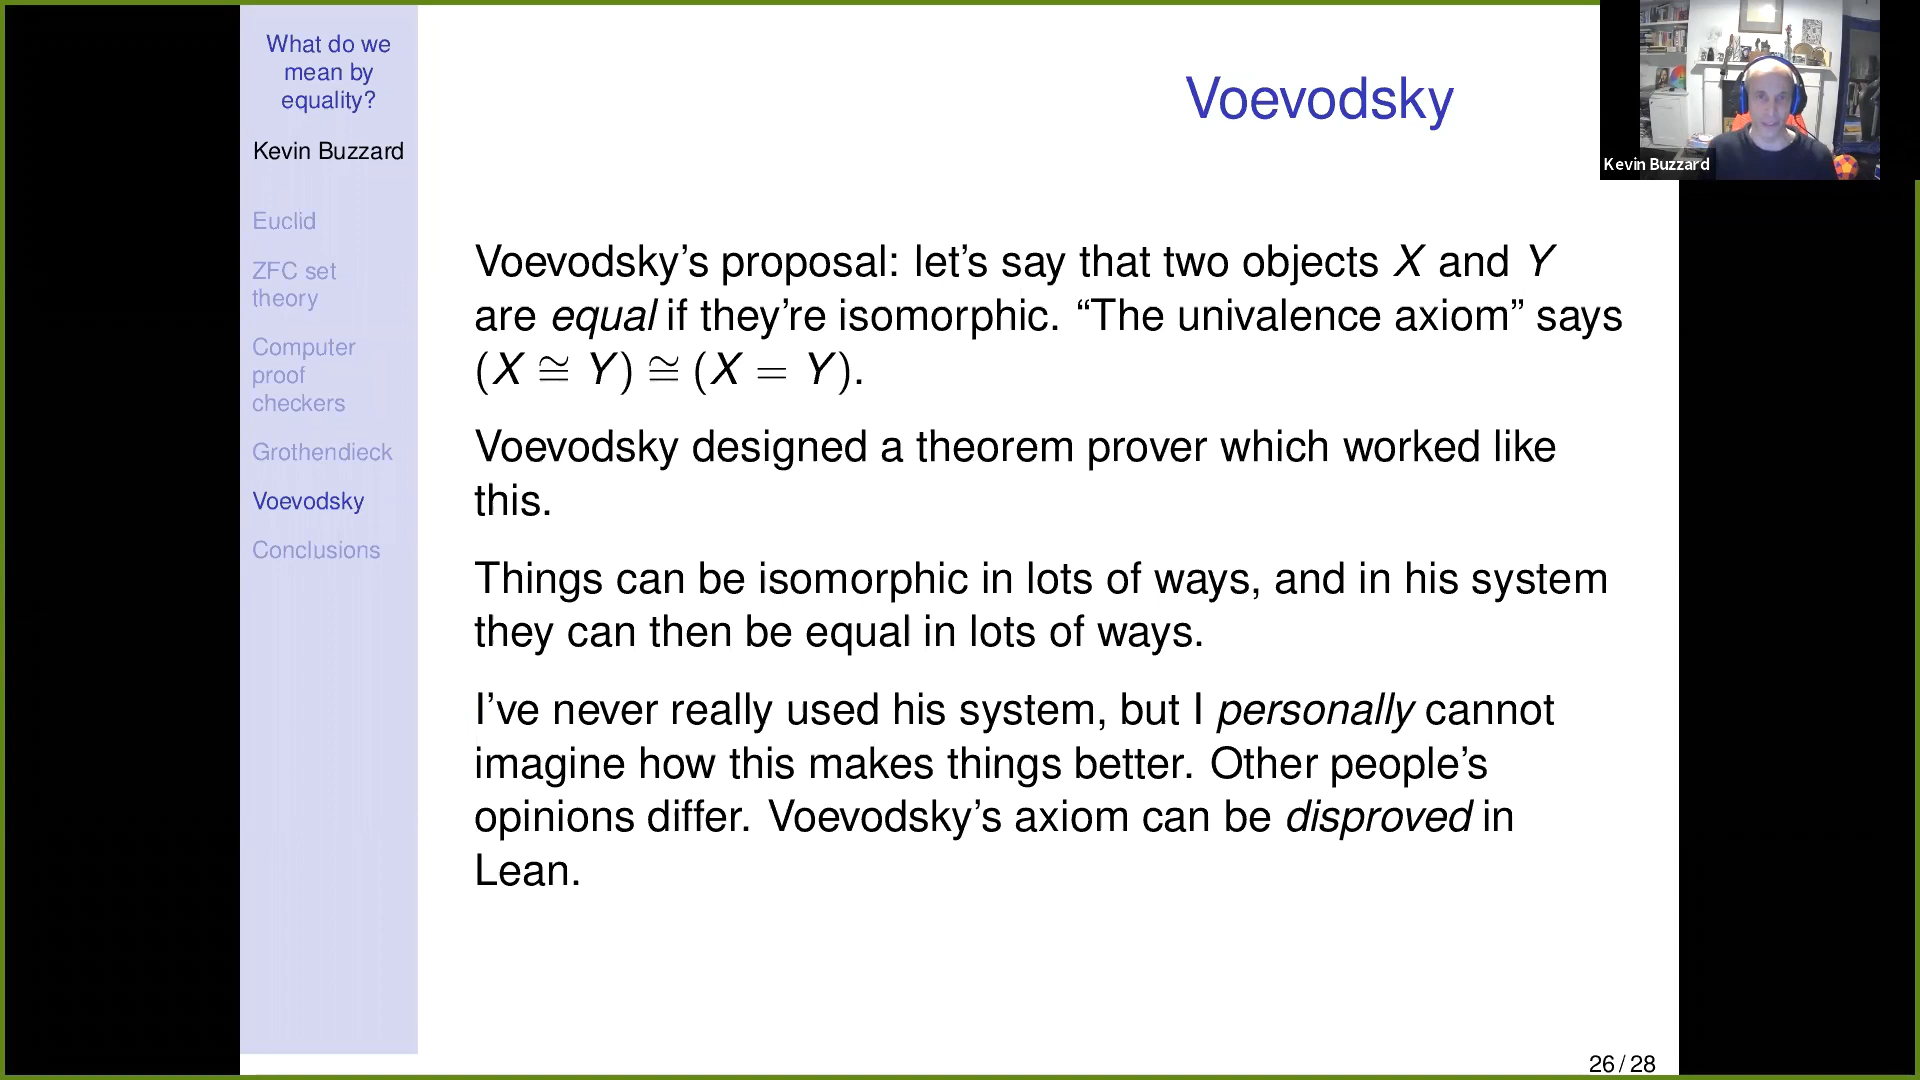 What do we
mean by
equality?
Kevin Buzzard
Euclid
ZFC set
theory
Computer
proof
checkers
Grothendieck
Voevodsky
Conclusions
Voevodsky
Voevodsky’s proposal: let’s say that two objects X and Y
are equal if they’re isomorphic. “The univalence axiom” says
(X ≅ Y) ≅ (X = Y).
Voevodsky designed a theorem prover which worked like
this.
Things can be isomorphic in lots of ways, and in his system
they can then be equal in lots of ways.
I’ve never really used his system, but I personally cannot
imagine how this makes things better. Other people’s
opinions differ. Voevodsky’s axiom can be disproved in
Lean.
26 / 28
Kevin Buzzard